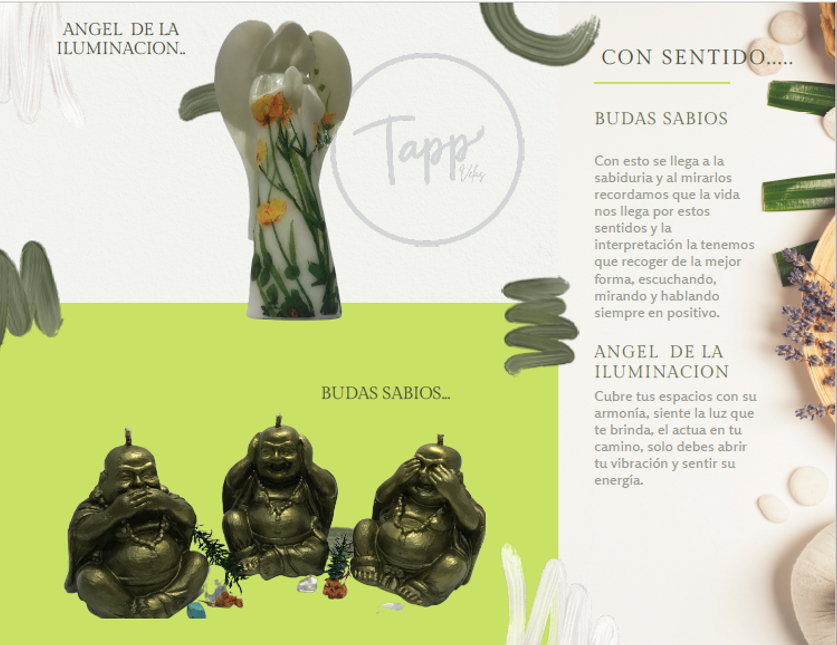 ANGEL DE LA
ILUMINACION..
Tapp
Velas
BUDAS SABIOS...
CON SENTIDO.....
BUDAS SABIOS
Con esto se llega a la
sabiduria y al mirarlos
recordamos que la vida
nos llega por estos
sentidos y la
interpretación la tenemos
que recoger de la mejor
forma, escuchando,
mirando y hablando
siempre en positivo.
ANGEL DE LA
ILUMINACION
Cubre tus espacios con su
armonía, siente la luz que
te brinda, el actua en tu
camino, solo debes abrir
tu vibración y sentir su
energía.